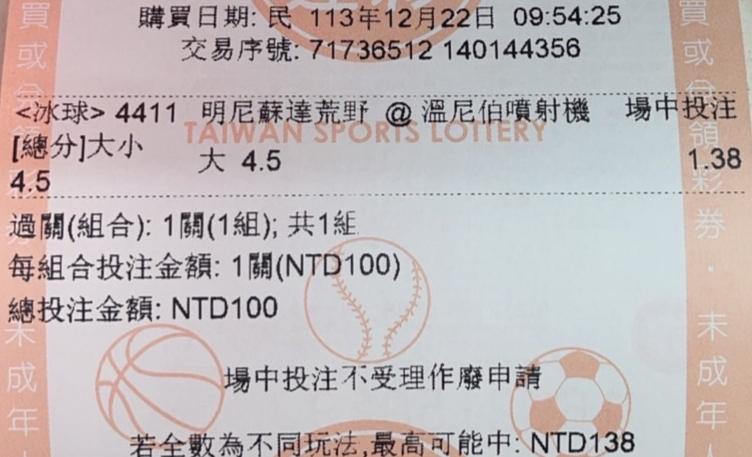 購買日期: 民 113年12月22日 09:54:25
交易序號: 71736512 140144356
<冰球> 4411 明尼蘇達荒野 @ 溫尼伯噴射機 場中投注
TAIWAN SPORTS LOTTERY
[總分]大小 大 4.5 1.38
4.5
過關(組合): 1關(1組); 共1組
每組合投注金額: 1關(NTD100)
總投注金額: NTD100
場中投注不受理作廢申請
若全數為不同玩法,最高可能中: NTD138
買或
未成年
買或
領彩券・未成年